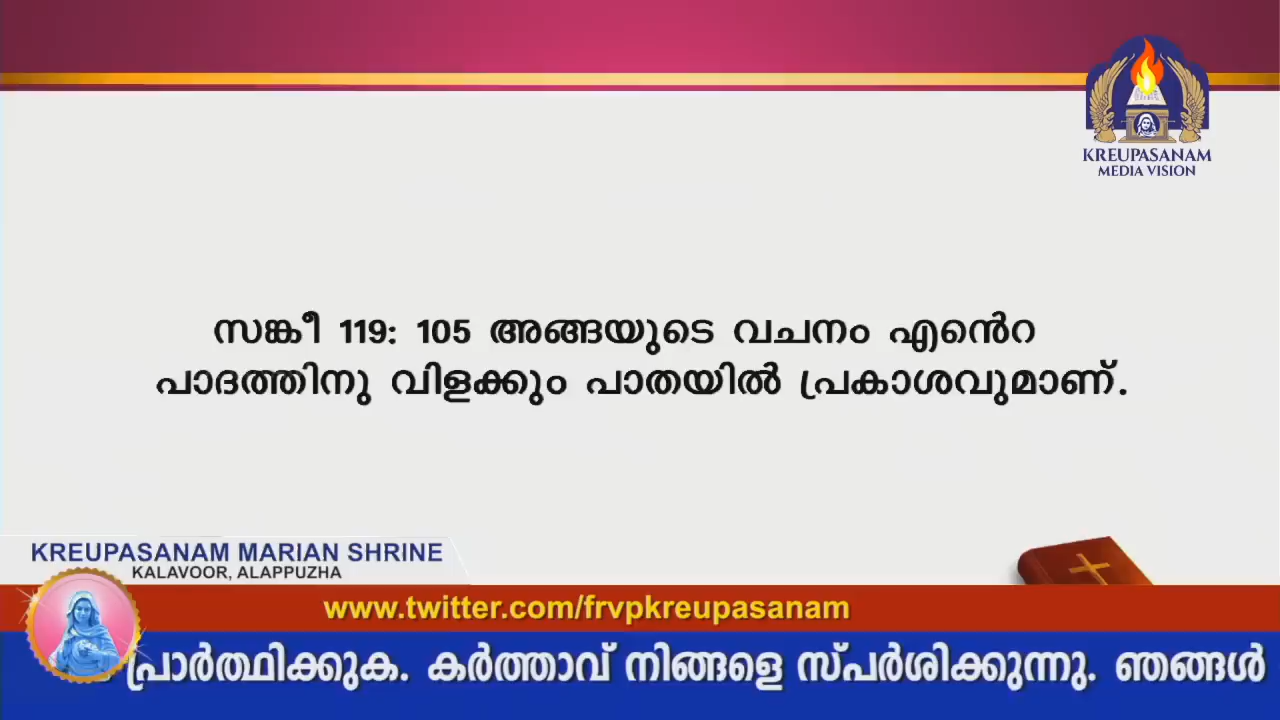 KREUPASANAM
MEDIA VISION
സങ്കീ 119: 105 അങ്ങയുടെ വചനം എൻെറ
പാദത്തിനു വിളക്കും പാതയിൽ പ്രകാശവുമാണ്.
KREUPASANAM MARIAN SHRINE
KALAVOOR, ALAPPUZHA
www.twitter.com/frvpkreupasanam
പ്രാർത്ഥിക്കുക. കർത്താവ് നിങ്ങളെ സ്പർശിക്കുന്നു. ഞങ്ങൾ